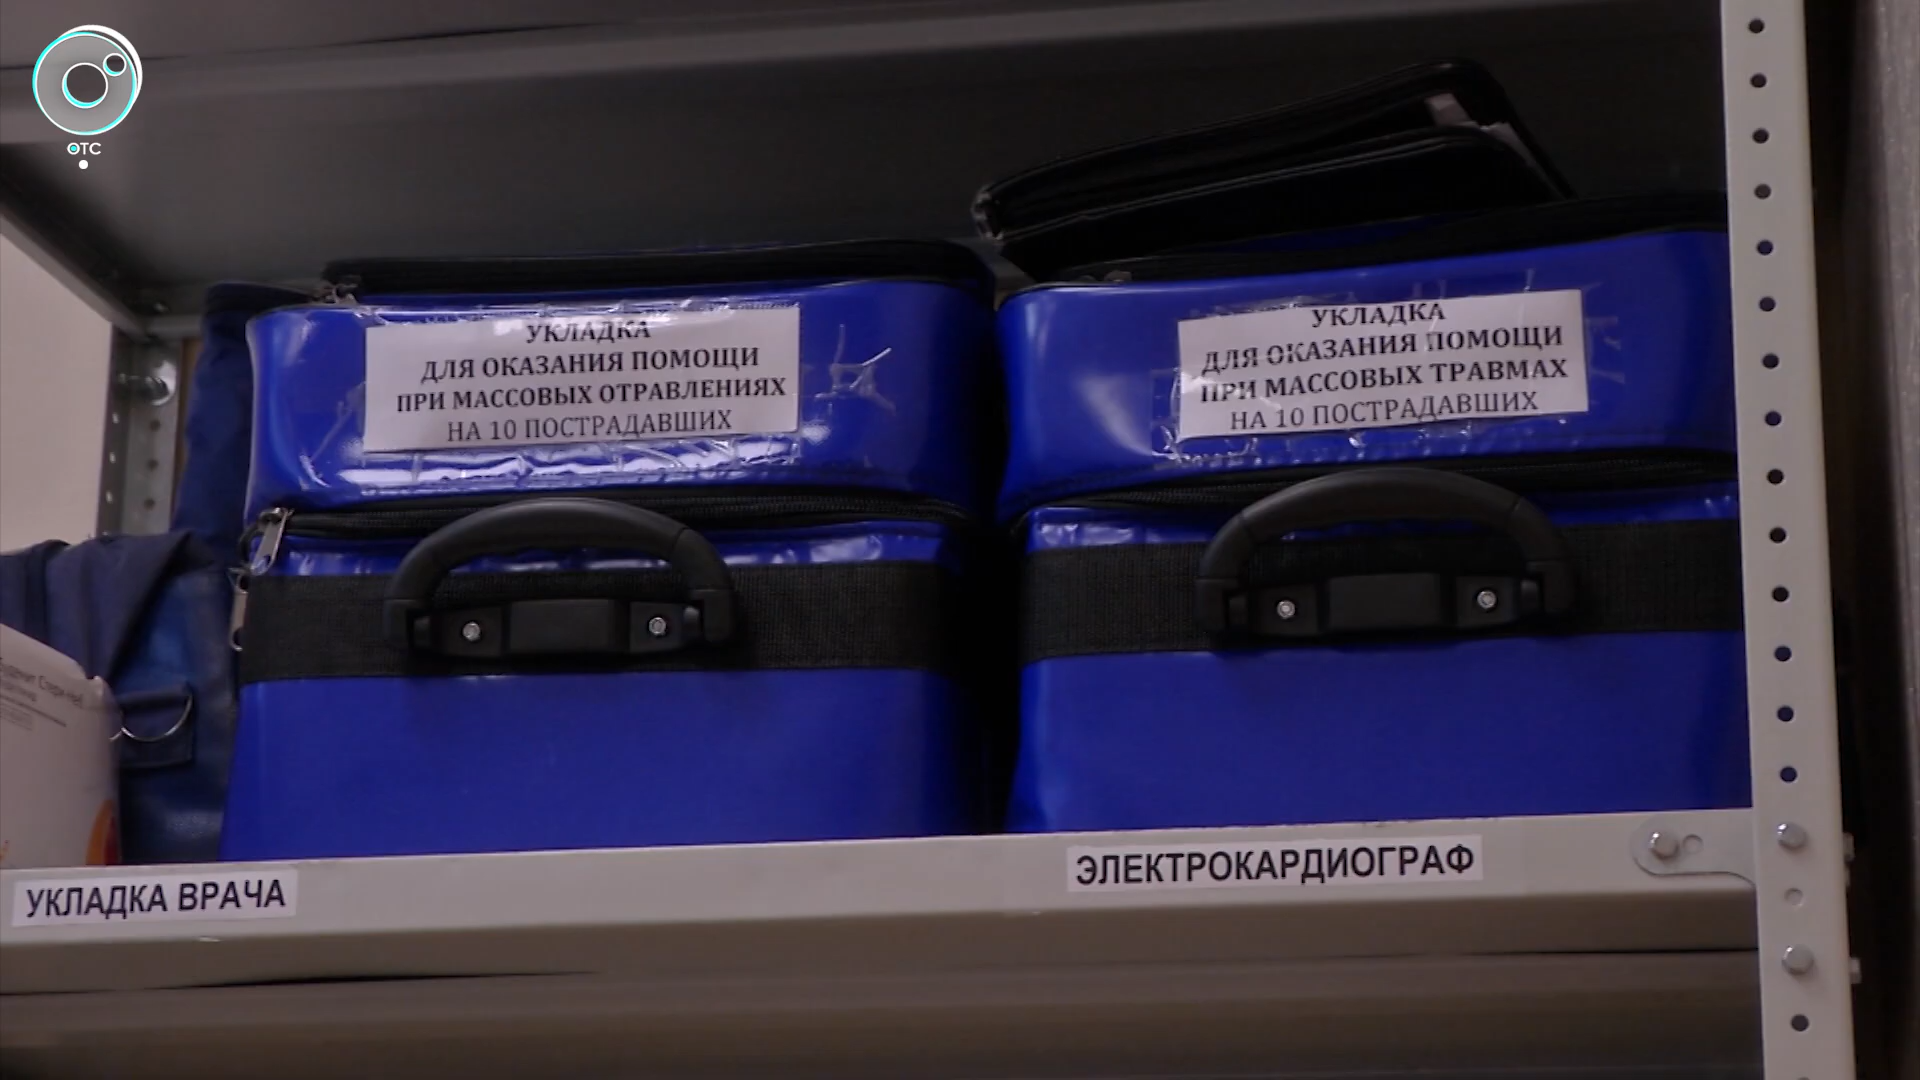 ОТС
УКЛАДКА
ДЛЯ ОКАЗАНИЯ ПОМОЩИ
ПРИ МАССОВЫХ ОТРАВЛЕНИЯХ
НА 10 ПОСТРАДАВШИХ
УКЛАДКА
ДЛЯ ОКАЗАНИЯ ПОМОЩИ
ПРИ МАССОВЫХ ТРАВМАХ
НА 10 ПОСТРАДАВШИХ
УКЛАДКА ВРАЧА
ЭЛЕКТРОКАРДИОГРАФ